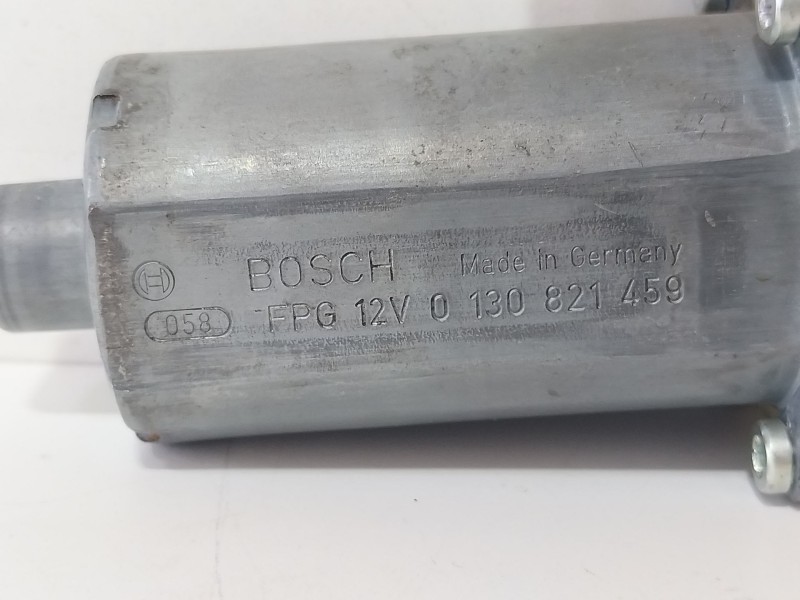 BOSCH Made in Germany
058 FPG 12V 0 130 821 459